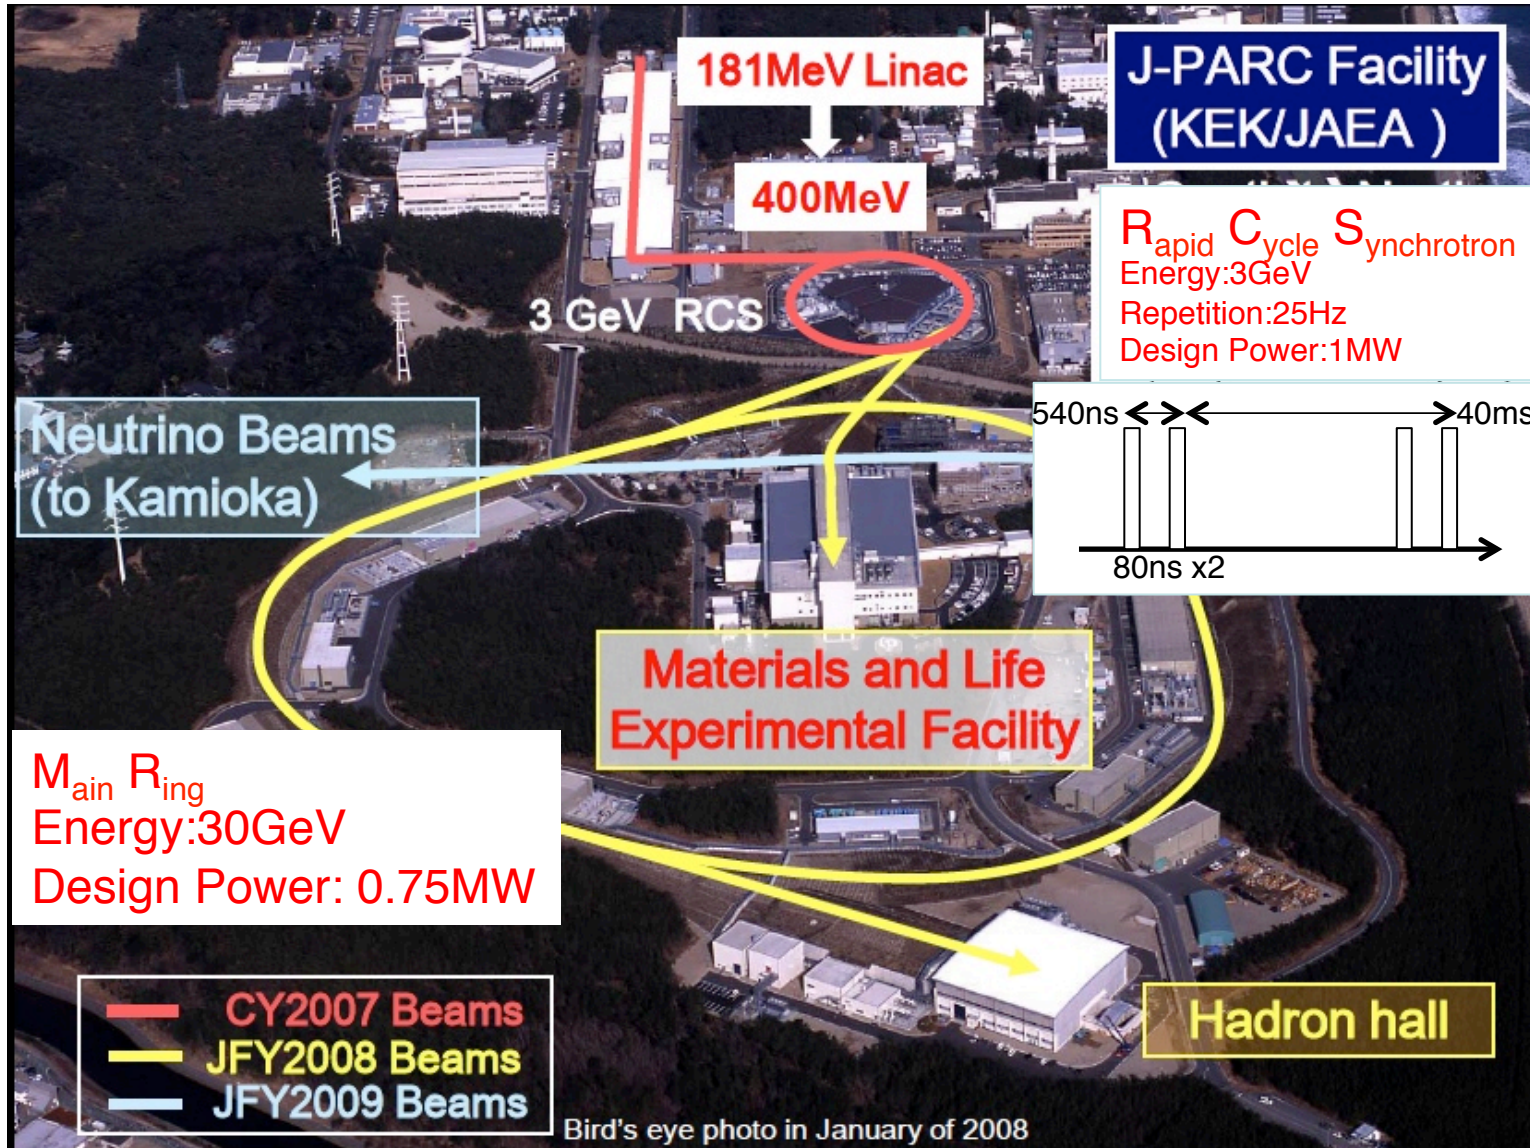 181MeV Linac
400MeV
J-PARC Facility
(KEK/JAEA )
Rapid Cycle Synchrotron
Energy:3GeV
Repetition:25Hz
Design Power:1MW
3 GeV RCS
540ns
40ms
80ns x2
Neutrino Beams
(to Kamioka)
Materials and Life
Experimental Facility
Main Ring
Energy:30GeV
Design Power: 0.75MW
CY2007 Beams
JFY2008 Beams
JFY2009 Beams
Hadron hall
Bird's eye photo in January of 2008